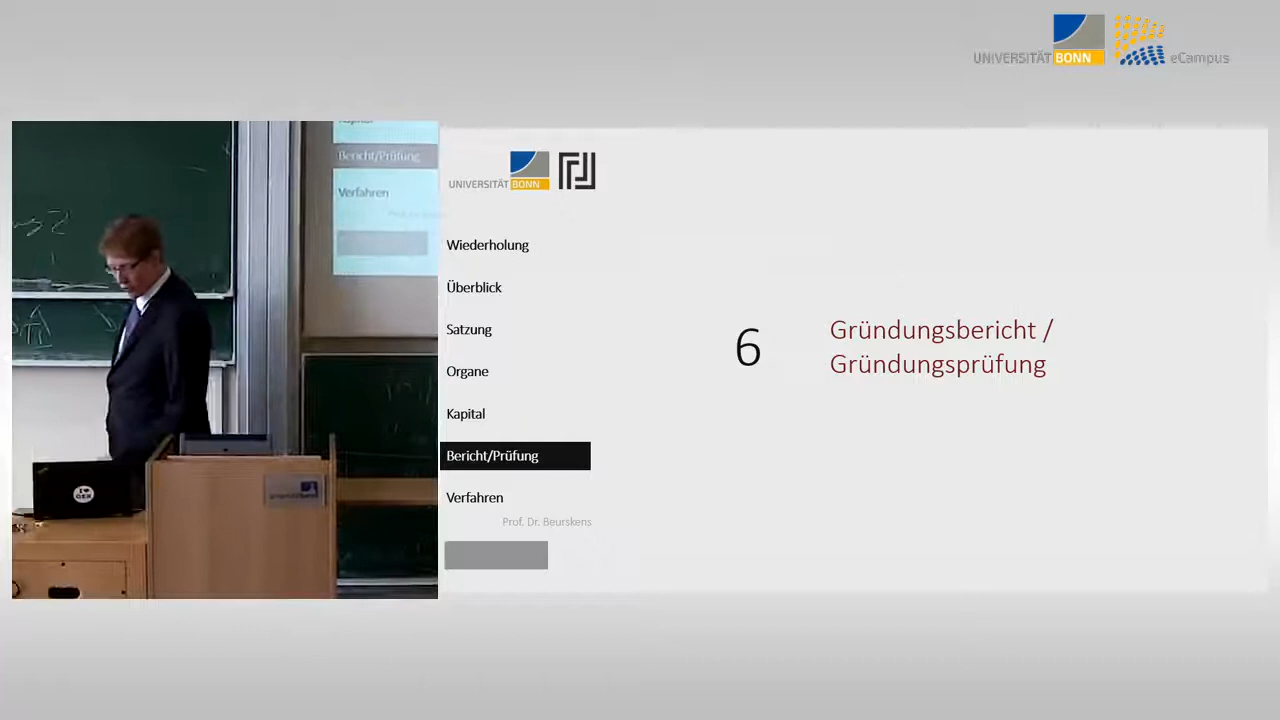 UNIVERSITÄT BONN
eCampus
Bericht/Prüfung
Verfahren
UNIVERSITÄT BONN
Wiederholung
Überblick
Satzung
Organe
Kapital
Bericht/Prüfung
Verfahren
Prof. Dr. Beurskens
6
Gründungsbericht /
Gründungsprüfung